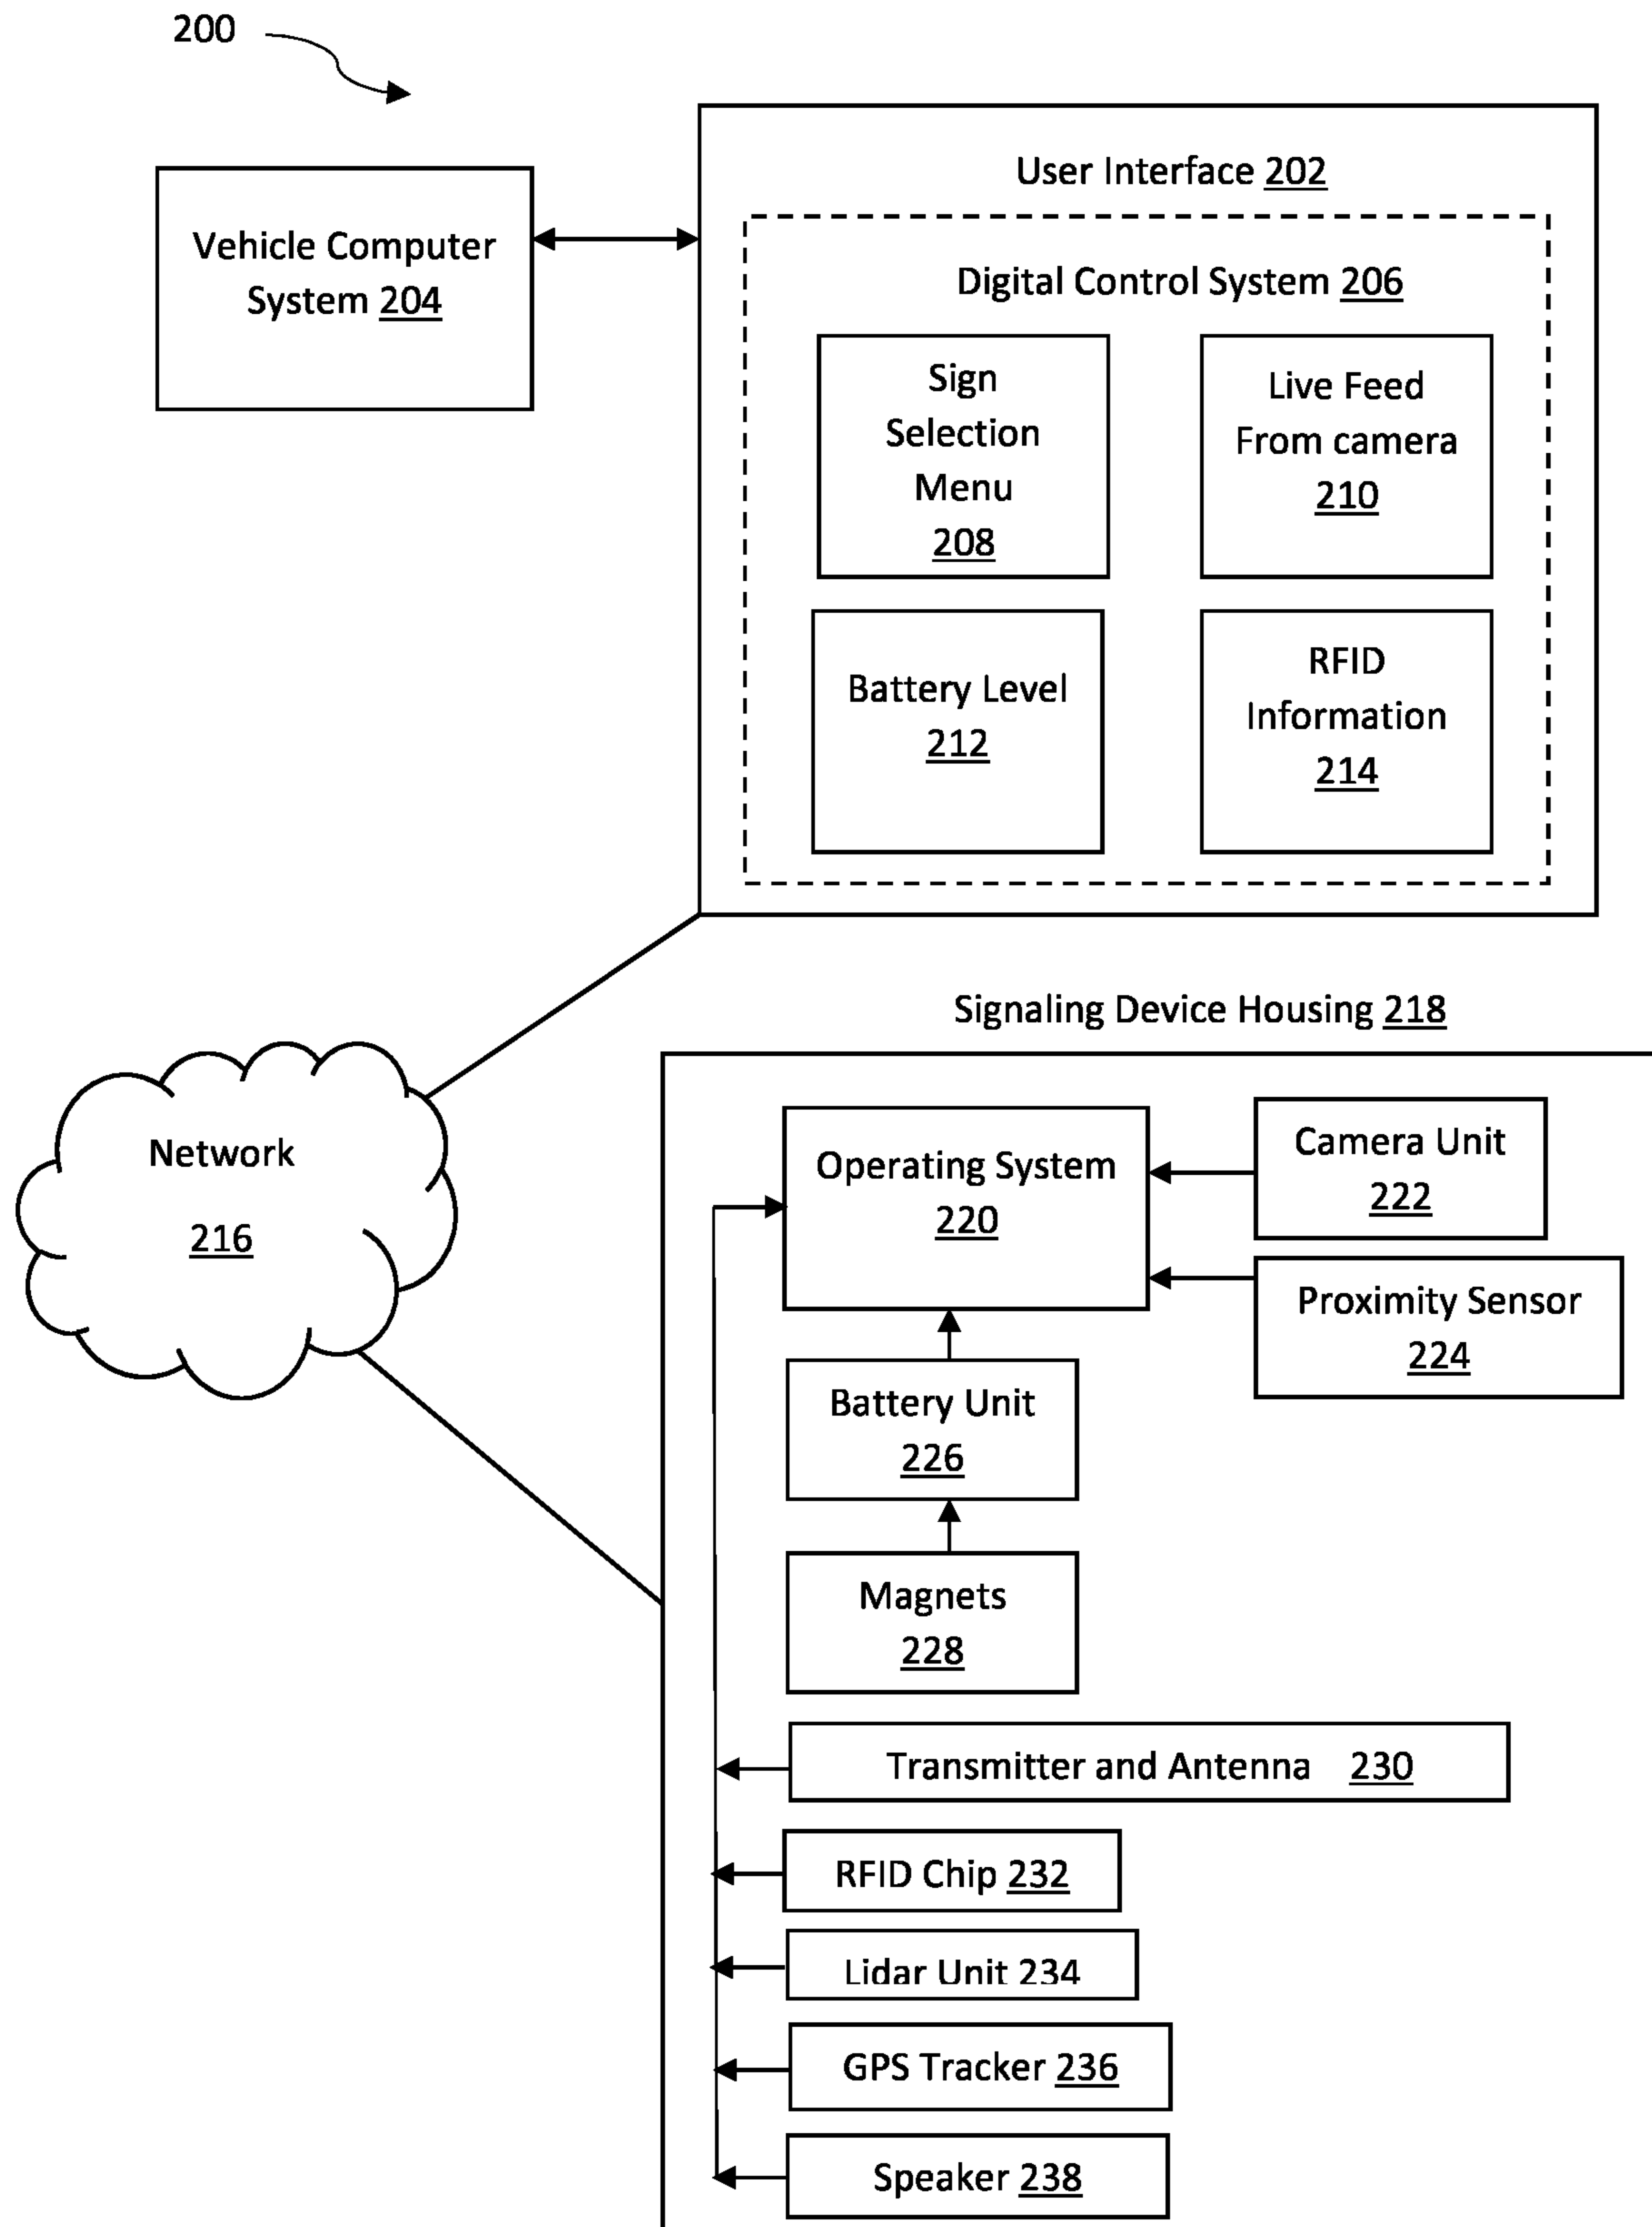 200
User Interface 202
Vehicle Computer
System 204
Digital Control System 206
Sign
Selection
Menu
208
Live Feed
From camera
210
Battery Level
212
RFID
Information
214
Signaling Device Housing 218
Network
216
Operating System
220
Camera Unit
222
Proximity Sensor
224
Battery Unit
226
Magnets
228
Transmitter and Antenna 230
RFID Chip 232
Lidar Unit 234
GPS Tracker 236
Speaker 238